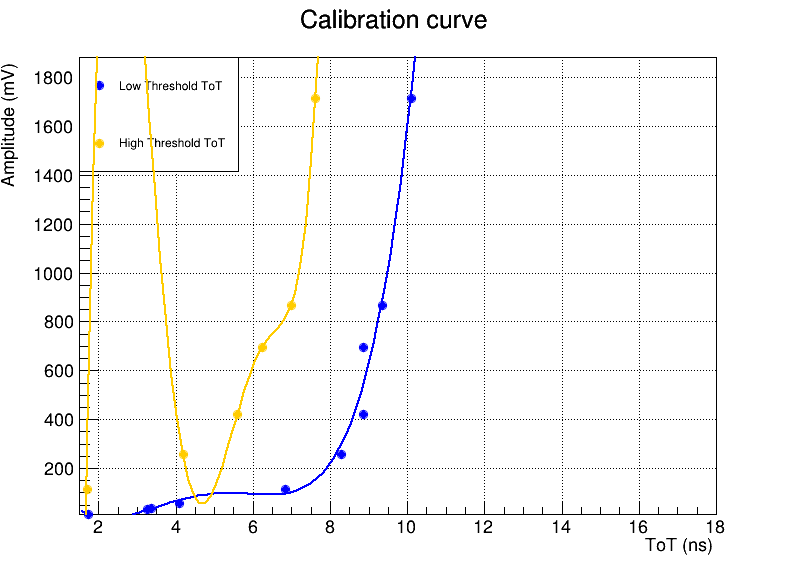 Calibration curve
Amplitude (mV)
1800
1600
1400
1200
1000
800
600
400
200
Low Threshold ToT
High Threshold ToT
2 4 6 8 10 12 14 16 18
ToT (ns)